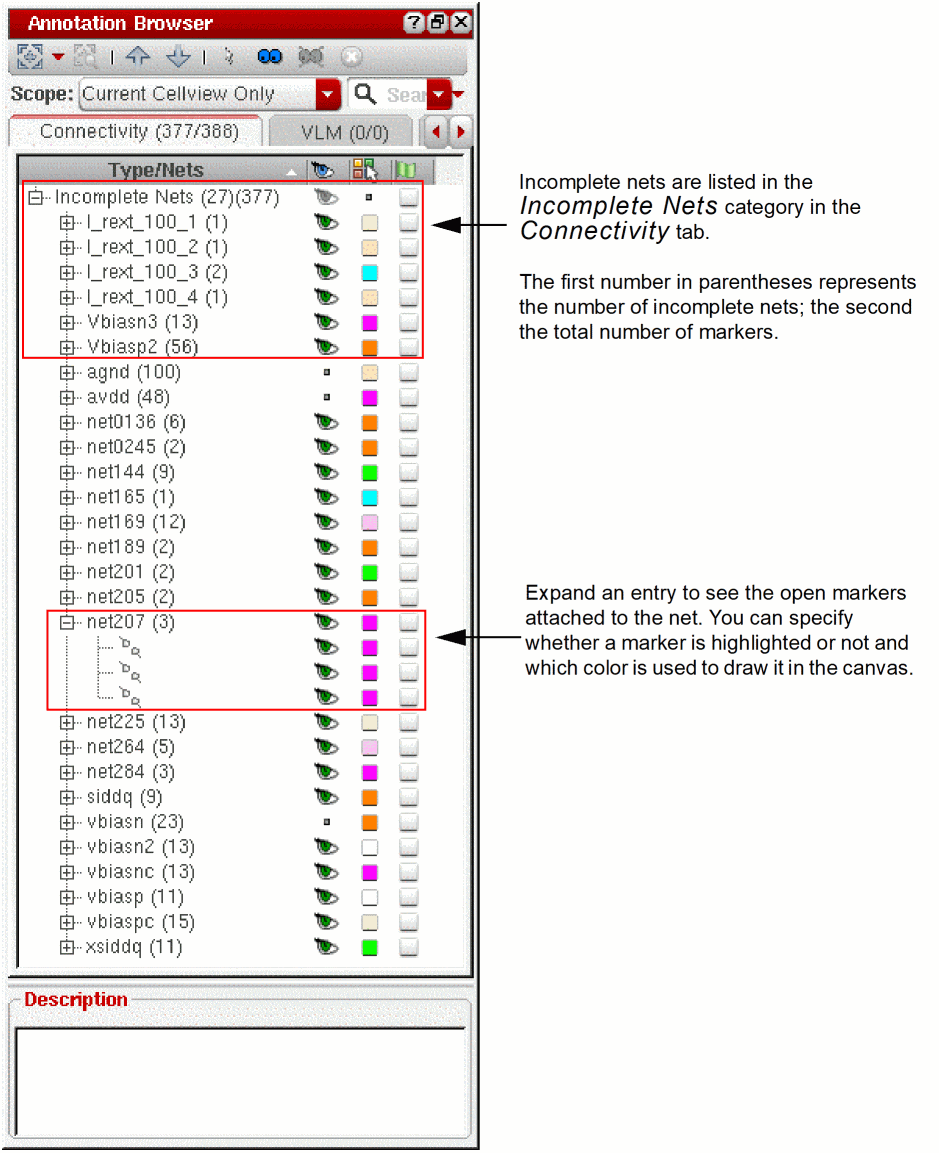 Annotation Browser
Scope: Current Cellview Only
Connectivity (377/388) VLM (0/0)
Type/Nets
Incomplete Nets (27)(377)
I_rext_100_1 (1)
I_rext_100_2 (1)
I_rext_100_3 (2)
I_rext_100_4 (1)
Vbiasn3 (13)
Vbiasp2 (56)
agnd (100)
avdd (48)
net0136 (6)
net0245 (2)
net144 (9)
net165 (1)
net169 (12)
net189 (2)
net201 (2)
net205 (2)
net207 (3)
net225 (13)
net264 (5)
net284 (3)
siddq (9)
vbiasn (23)
vbiasn2 (13)
vbiasnc (13)
vbiasp (11)
vbiaspc (15)
xsiddq (11)
Description
Incomplete nets are listed in the
Incomplete Nets category in the
Connectivity tab.
The first number in parentheses represents
the number of incomplete nets; the second
the total number of markers.
Expand an entry to see the open markers
attached to the net. You can specify
whether a marker is highlighted or not and
which color is used to draw it in the canvas.